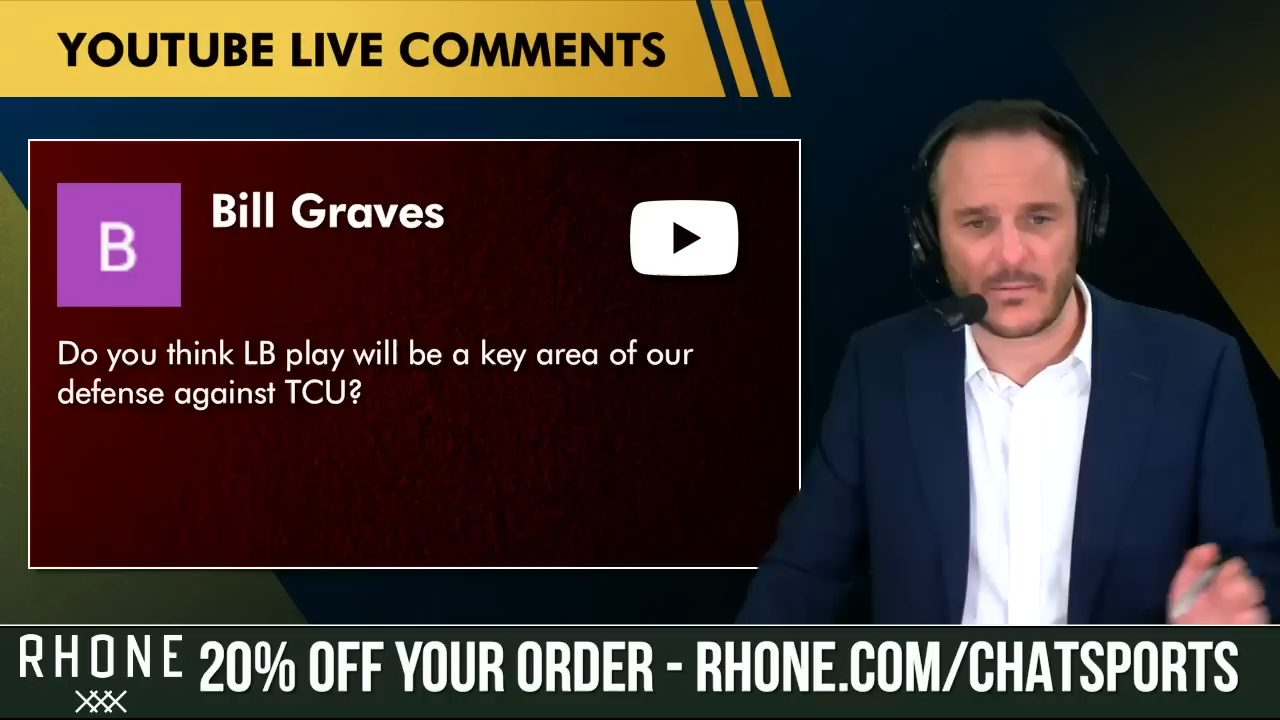 YOUTUBE LIVE COMMENTS
B
Bill Graves
Do you think LB play will be a key area of our
defense against TCU?
RHONE
20% OFF YOUR ORDER - RHONE.COM/CHATSPORTS